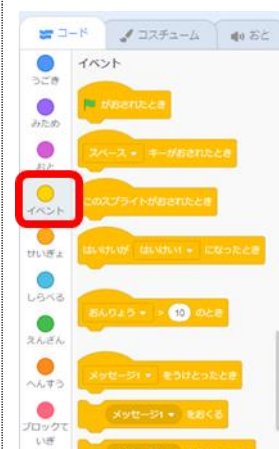 コード
コスチューム
おと
うごき
みため
おと
イベント
せいぎょ
しらべる
えんざん
へんすう
ブロックて
いぎ
イベント
がおされたとき
スペース キーがおされたとき
このスプライトがおされたとき
はいけいが はいけい1 になったとき
おんりょう > 10 のとき
メッセージ1 をうけとったとき
メッセージ1 をおくる